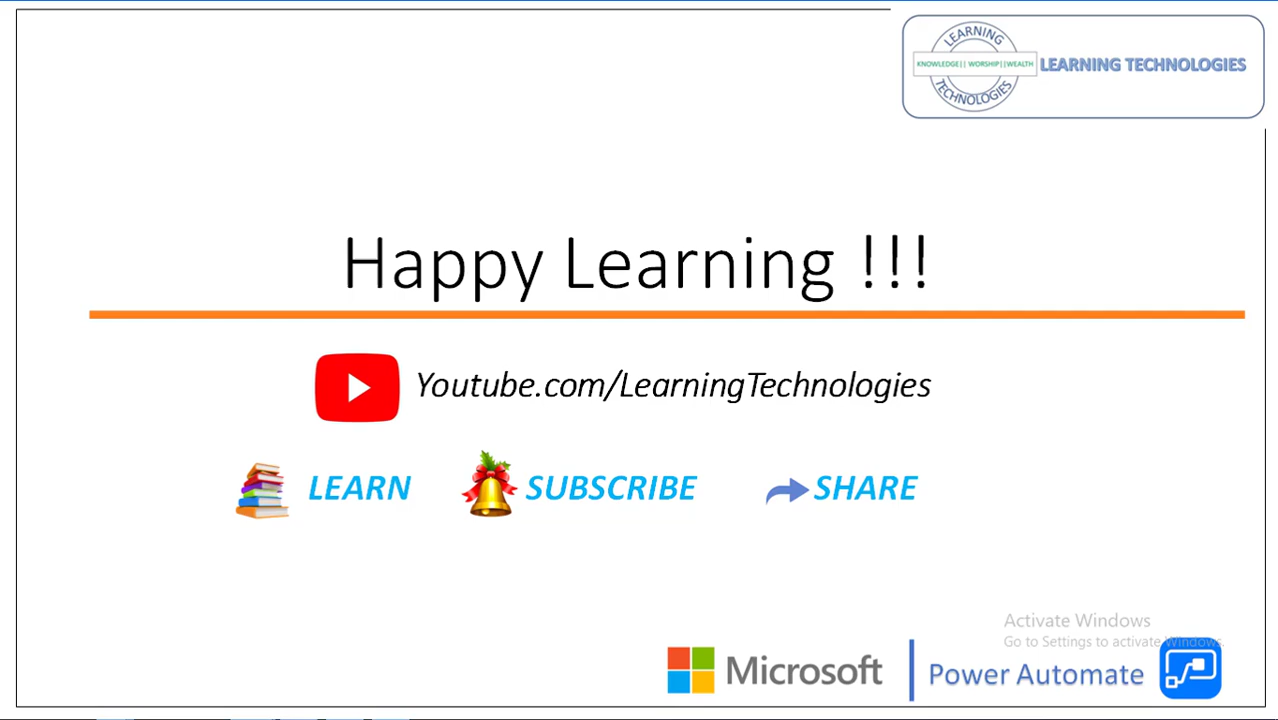 LEARNING
KNOWLEDGE|| WORSHIP||WEALTH
TECHNOLOGIES
LEARNING TECHNOLOGIES
Happy Learning !!!
Youtube.com/LearningTechnologies
LEARN SUBSCRIBE SHARE
Activate Windows
Go to Settings to activate Windows.
Microsoft Power Automate